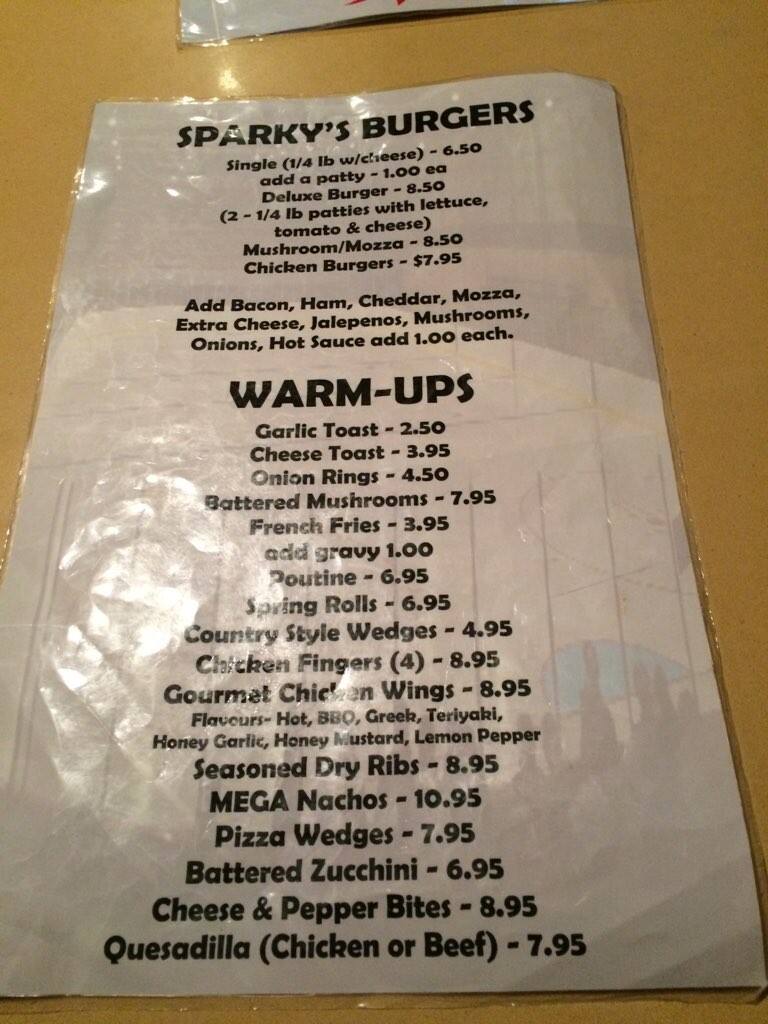 SPARKY'S BURGERS
Single (1/4 lb w/cheese) - 6.50
add a patty - 1.00 ea
Deluxe Burger - 8.50
(2 - 1/4 lb patties with lettuce,
tomato & cheese)
Mushroom/Mozza - 8.50
Chicken Burgers - $7.95
Add Bacon, Ham, Cheddar, Mozza,
Extra Cheese, Jalepenos, Mushrooms,
Onions, Hot Sauce add 1.00 each.
WARM-UPS
Garlic Toast - 2.50
Cheese Toast - 3.95
Onion Rings - 4.50
Battered Mushrooms - 7.95
French Fries - 3.95
add gravy 1.00
Poutine - 6.95
Spring Rolls - 6.95
Country Style Wedges - 4.95
Chicken Fingers (4) - 8.95
Gourmet Chicken Wings - 8.95
Flavours- Hot, BBQ, Greek, Teriyaki,
Honey Garlic, Honey Mustard, Lemon Pepper
Seasoned Dry Ribs - 8.95
MEGA Nachos - 10.95
Pizza Wedges - 7.95
Battered Zucchini - 6.95
Cheese & Pepper Bites - 8.95
Quesadilla (Chicken or Beef) - 7.95